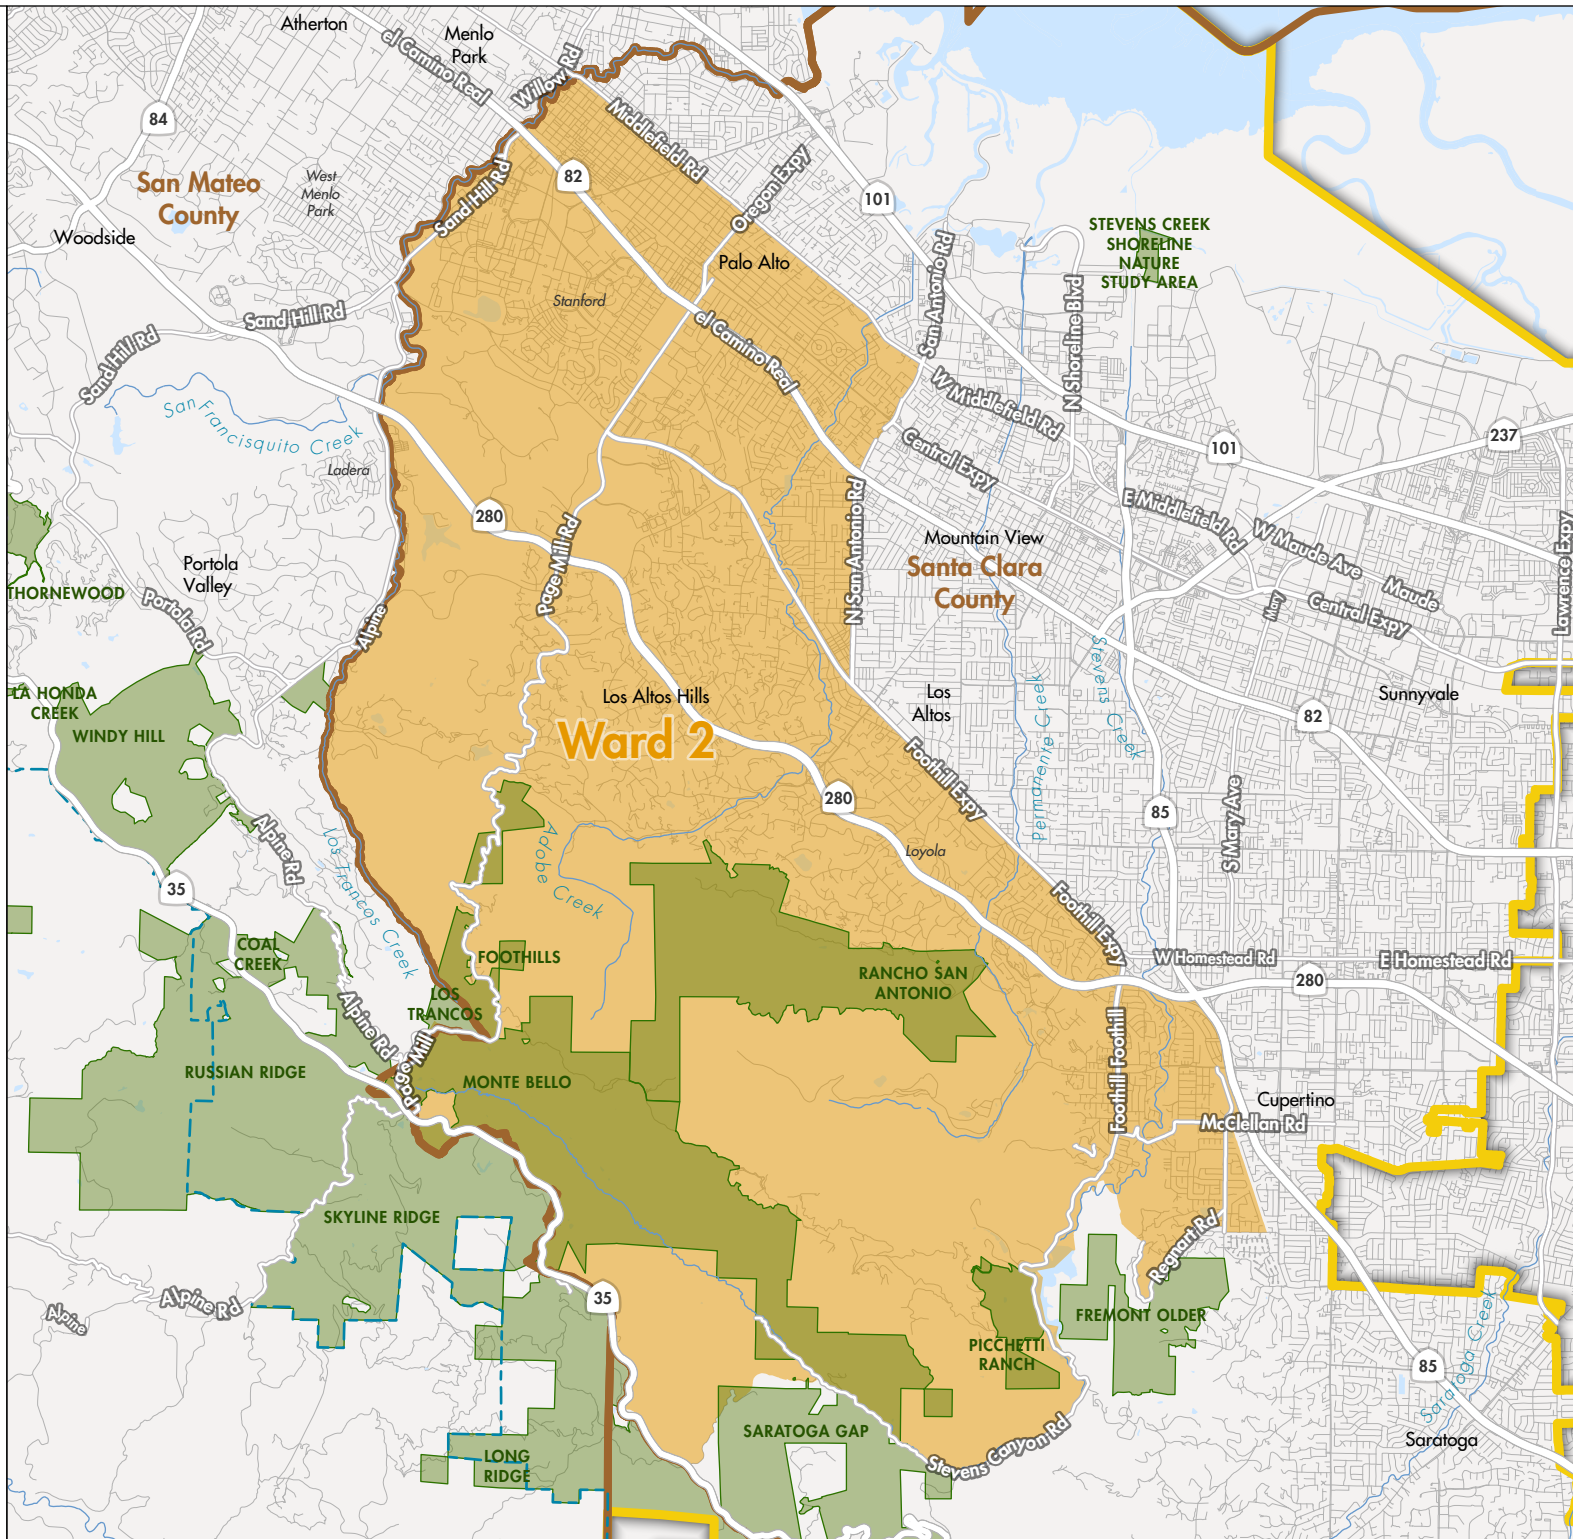 Atherton
Menlo
Park
el Camino Real
Willow Rd
84
Middlefield Rd
82
Oregon Expy
101
San Mateo
County
West
Menlo
Park
Sand Hill Rd
Woodside
Palo Alto
Stanford
STEVENS CREEK
SHORELINE
NATURE
STUDY AREA
San Antonio Rd
N Shoreline Blvd
Sand Hill Rd
Sand Hill Rd
el Camino Real
San
Francisquito Creek
Ladera
W Middlefield Rd
Central Expy
101
237
280
Page Mill Rd
N San Antonio Rd
E Middlefield Rd
W Maude Ave
Maude
Mountain View
Santa Clara
County
Mary
Central Expy
Lawrence Expy
Portola
Valley
THORNEWOOD
Portola Rd
Alpine
Stevens Creek
Permanente Creek
LA HONDA
CREEK
WINDY HILL
Los Altos Hills
Ward 2
Los
Altos
Sunnyvale
82
Foothill Expy
280
85
S Mary Ave
Alpine Rd
Los Trancos Creek
Adobe Creek
Loyola
35
Foothill Expy
COAL
CREEK
FOOTHILLS
RANCHO SAN
ANTONIO
W Homestead Rd
E Homestead Rd
280
LOS
TRANCOS
Alpine Rd
Page Mill
Road
RUSSIAN RIDGE
MONTE BELLO
Foothill
Foothill
Cupertino
McClellan Rd
SKYLINE RIDGE
Regnart Rd
Alpine Rd
Alpine
35
FREMONT OLDER
PICCHETTI
RANCH
85
Saratoga Creek
SARATOGA GAP
Stevens Canyon Rd
Saratoga
LONG
RIDGE